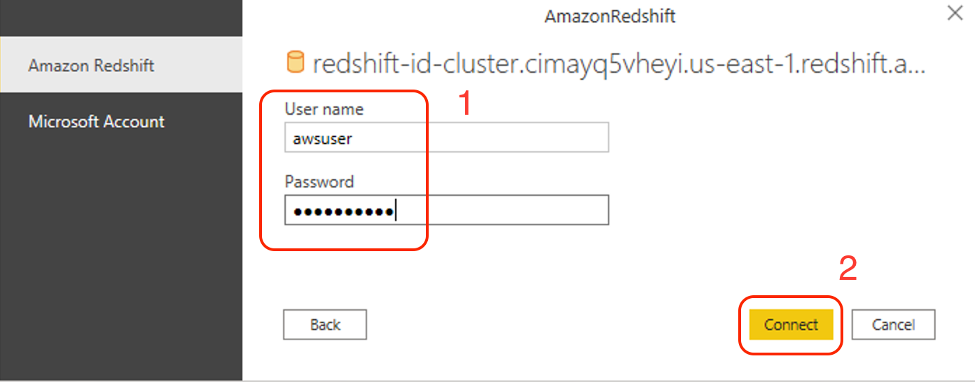 AmazonRedshift
Amazon Redshift
Microsoft Account
redshift-id-cluster.cimayq5vheyi.us-east-1.redshift.a...
User name
1
awsuser
Password
●●●●●●●●●●
2
Back
Connect
Cancel